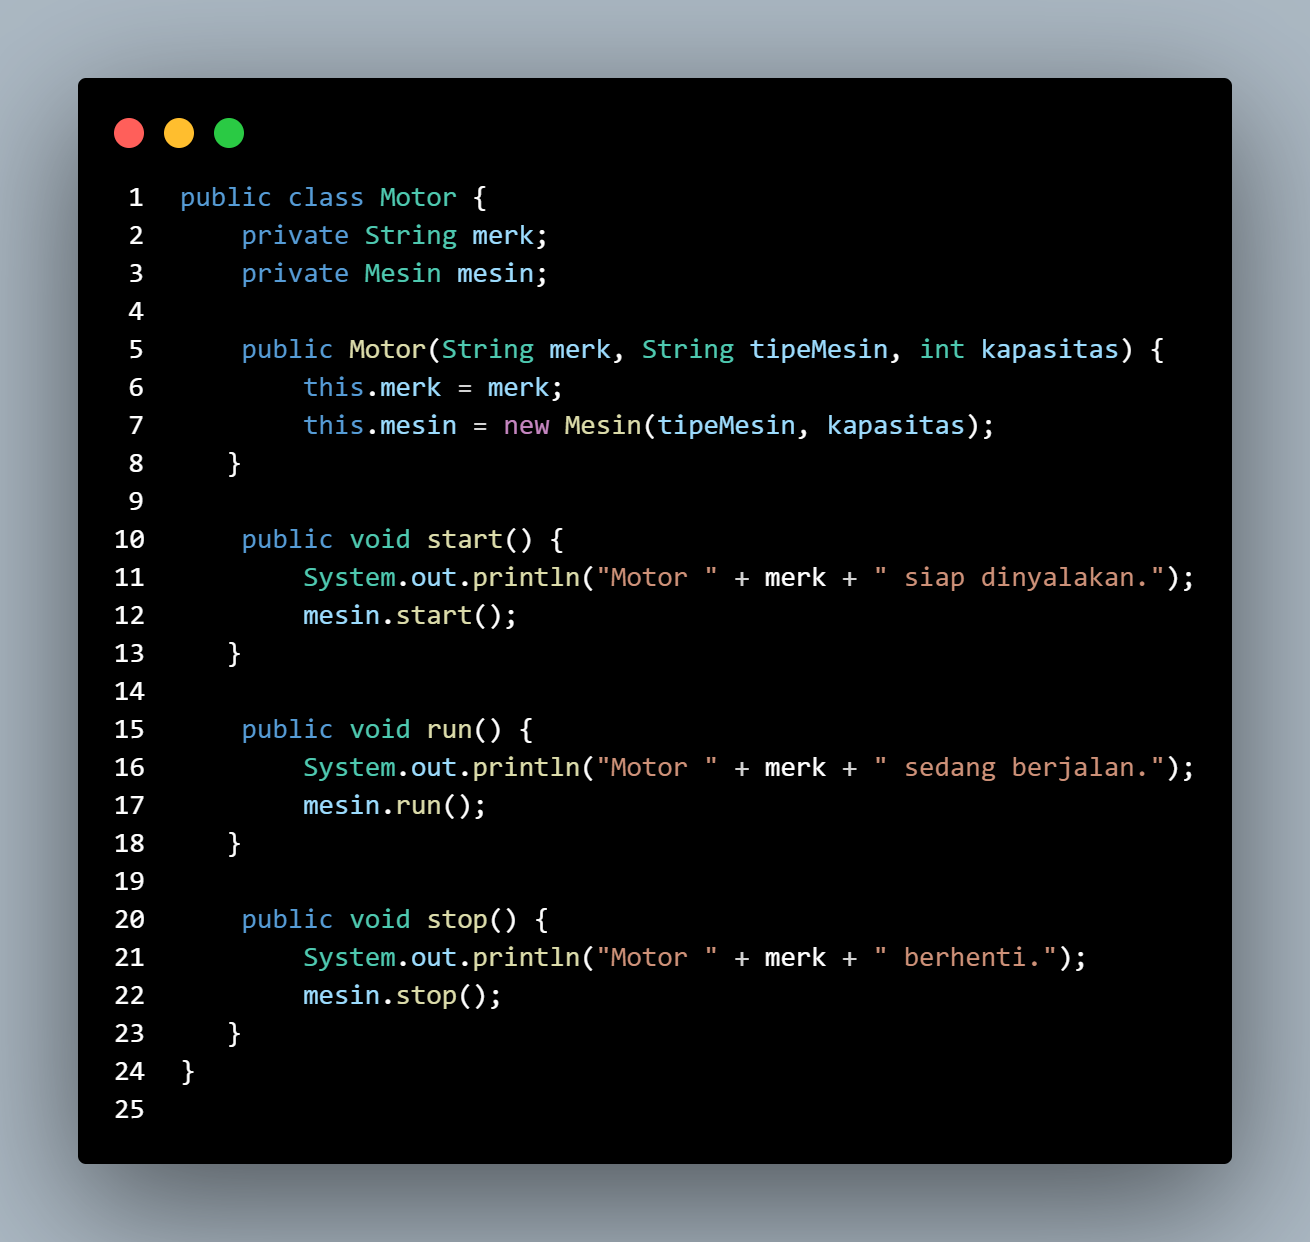 1 public class Motor {
2     private String merk;
3     private Mesin mesin;
4
5     public Motor(String merk, String tipeMesin, int kapasitas) {
6         this.merk = merk;
7         this.mesin = new Mesin(tipeMesin, kapasitas);
8    }
9
10     public void start() {
11         System.out.println("Motor " + merk + " siap dinyalakan.");
12         mesin.start();
13    }
14
15     public void run() {
16         System.out.println("Motor " + merk + " sedang berjalan.");
17         mesin.run();
18    }
19
20     public void stop() {
21         System.out.println("Motor " + merk + " berhenti.");
22         mesin.stop();
23    }
24 }
25